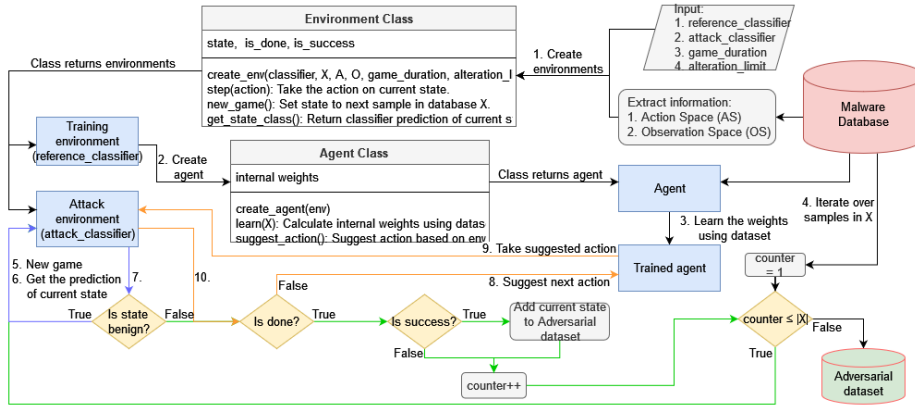 Environment Class
state, is_done, is_success
create_env(classifier, X, A, O, game_duration, alteration_l
step(action): Take the action on current state.
new_game(): Set state to next sample in database X.
get_state_class(): Return classifier prediction of current s
Input:
1. reference_classifier
2. attack_classifier
3. game_duration
4. alteration_limit
1. Create
environments
Class returns environments
Extract information:
1. Action Space (AS)
2. Observation Space (OS)
Malware
Database
Training
environment
(reference_classifier)
2. Create
agent
Agent Class
internal weights
create_agent(env)
learn(X): Calculate internal weights using datas
suggest_action(): Suggest action based on env
Class returns agent
Agent
4. Iterate over
samples in X
Attack
environment
(attack_classifier)
3. Learn the weights
using dataset
9. Take suggested action
Trained agent
8. Suggest next action
counter
= 1
5. New game
6. Get the prediction
of current state
7.
10.
True
Is state
benign?
False
False
Is done?
True
Is success?
True
False
Add current state
to Adversarial
dataset
counter++
counter ≤ |X|
False
True
Adversarial
dataset